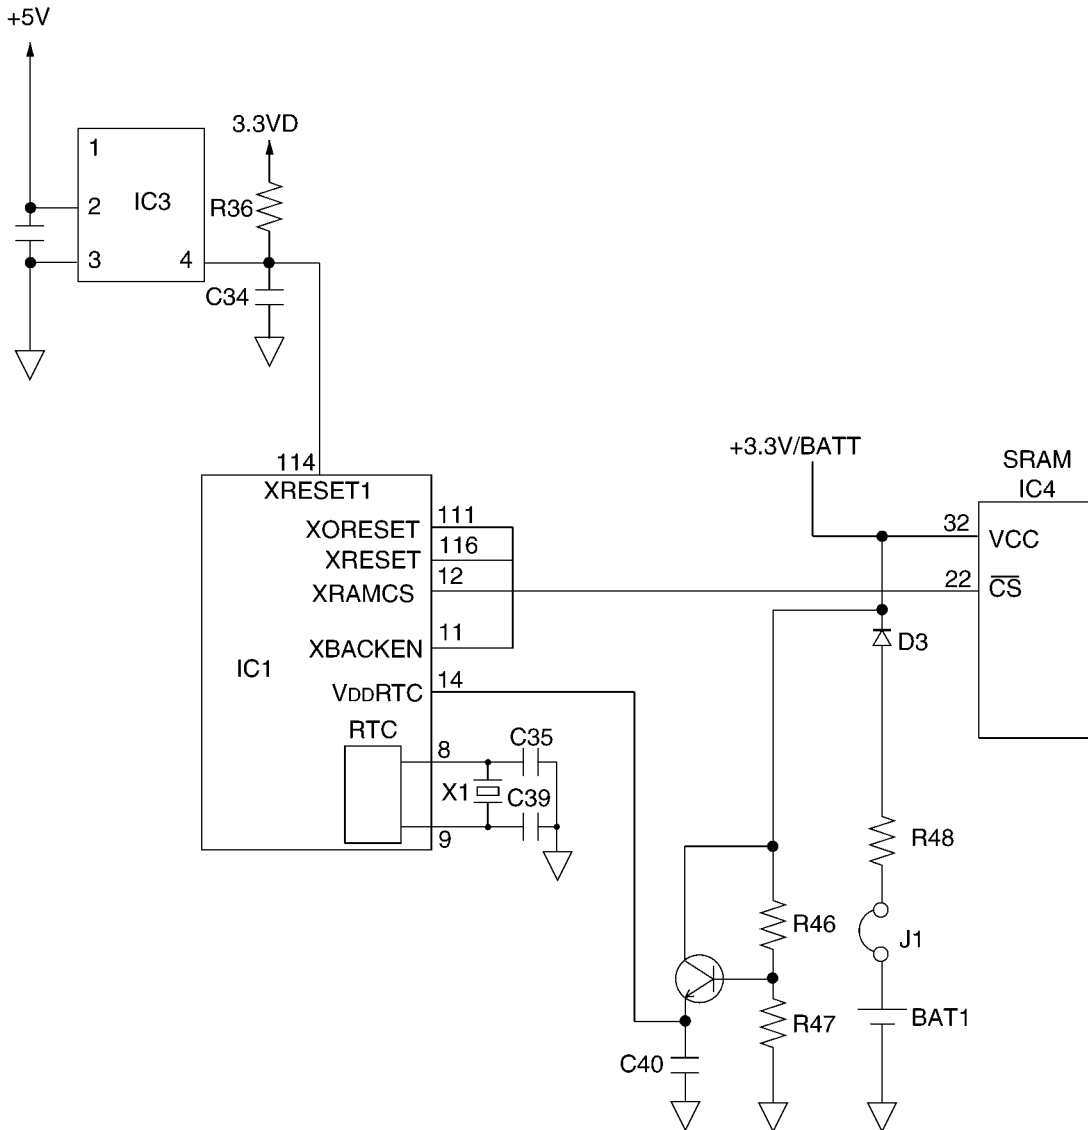 +5V
3.3VD
1
IC3
2
R36
3
4
C34
+3.3V/BATT
SRAM
IC4
114
XRESET1
111
32
XORESET
VCC
116
XRESET
12
22
XRAMCS
CS
11
D3
XBACKEN
IC1
14
VDDRTC
RTC
8
C35
X1
C39
9
R48
R46
J1
R47
BAT1
C40